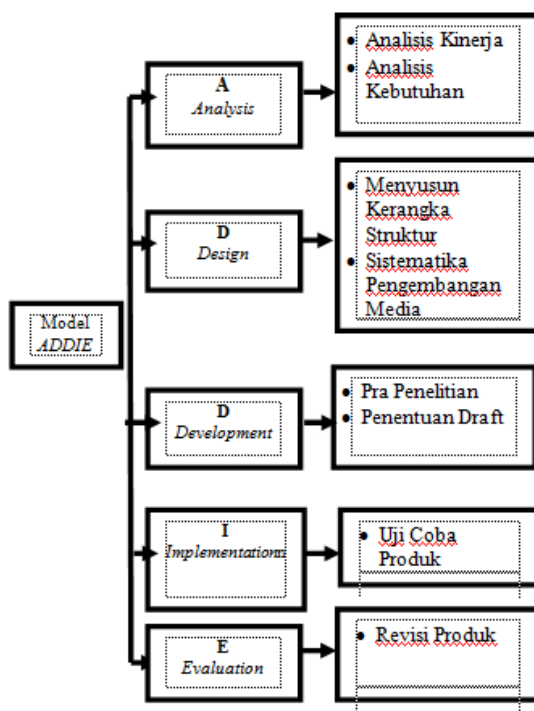 Model
ADDIE
A
Analysis
• Analisis Kinerja
• Analisis
Kebutuhan
D
Design
• Menyusun
Kerangka
Struktur
• Sistematika
Pengembangan
Media
D
Development
• Pra Penelitian
• Penentuan Draft
I
Implementationn
• Uji Coba
Produk
E
Evaluation
• Revisi Produk